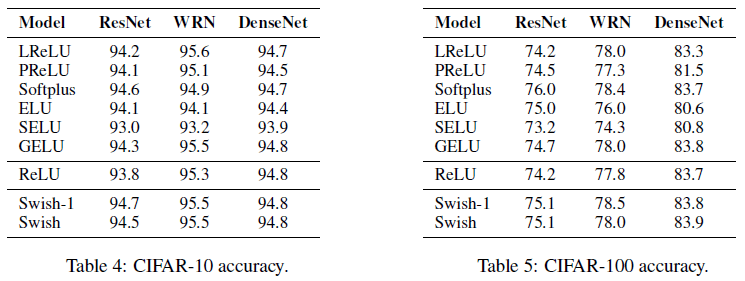 Model ResNet WRN DenseNet
LReLU 94.2 95.6 94.7
PReLU 94.1 95.1 94.5
Softplus 94.6 94.9 94.7
ELU 94.1 94.1 94.4
SELU 93.0 93.2 93.9
GELU 94.3 95.5 94.8
ReLU 93.8 95.3 94.8
Swish-1 94.7 95.5 94.8
Swish 94.5 95.5 94.8
Table 4: CIFAR-10 accuracy.
Model ResNet WRN DenseNet
LReLU 74.2 78.0 83.3
PReLU 74.5 77.3 81.5
Softplus 76.0 78.4 83.7
ELU 75.0 76.0 80.6
SELU 73.2 74.3 80.8
GELU 74.7 78.0 83.8
ReLU 74.2 77.8 83.7
Swish-1 75.1 78.5 83.8
Swish 75.1 78.0 83.9
Table 5: CIFAR-100 accuracy.